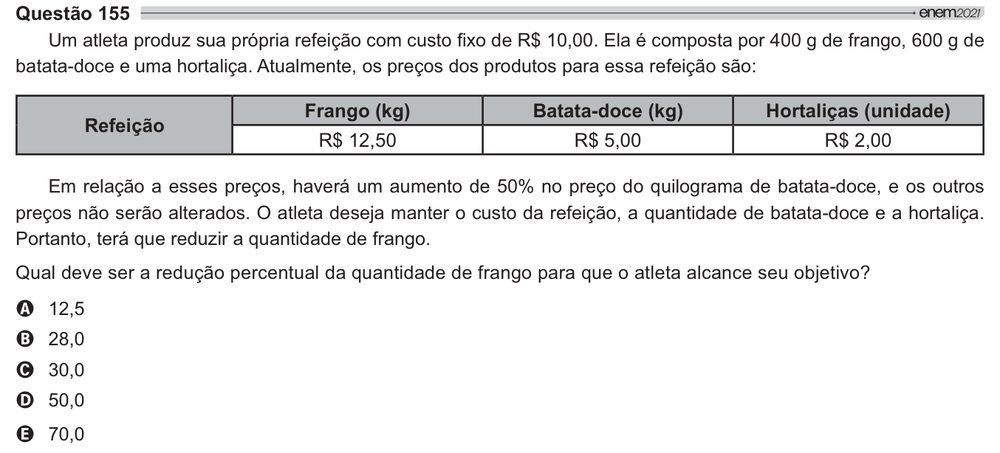 Questão 155
enem2021
Um atleta produz sua própria refeição com custo fixo de R$ 10,00. Ela é composta por 400 g de frango, 600 g de
batata-doce e uma hortaliça. Atualmente, os preços dos produtos para essa refeição são:
Refeição
Frango (kg) Batata-doce (kg) Hortaliças (unidade)
R$ 12,50 R$ 5,00 R$ 2,00
Em relação a esses preços, haverá um aumento de 50% no preço do quilograma de batata-doce, e os outros
preços não serão alterados. O atleta deseja manter o custo da refeição, a quantidade de batata-doce e a hortaliça.
Portanto, terá que reduzir a quantidade de frango.
Qual deve ser a redução percentual da quantidade de frango para que o atleta alcance seu objetivo?
A 12,5
B 28,0
C 30,0
D 50,0
E 70,0